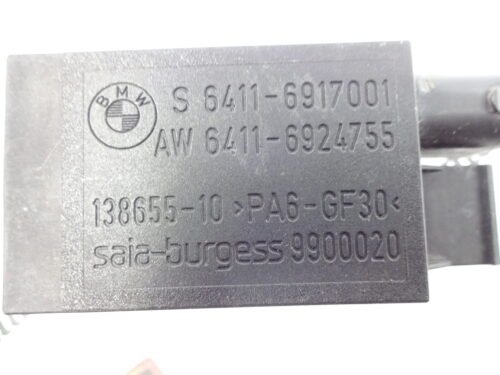 BMW
S 6411-6917001
AW 6411-6924755
138655-10 >PA6-GF30<
saia-burgess 9900020